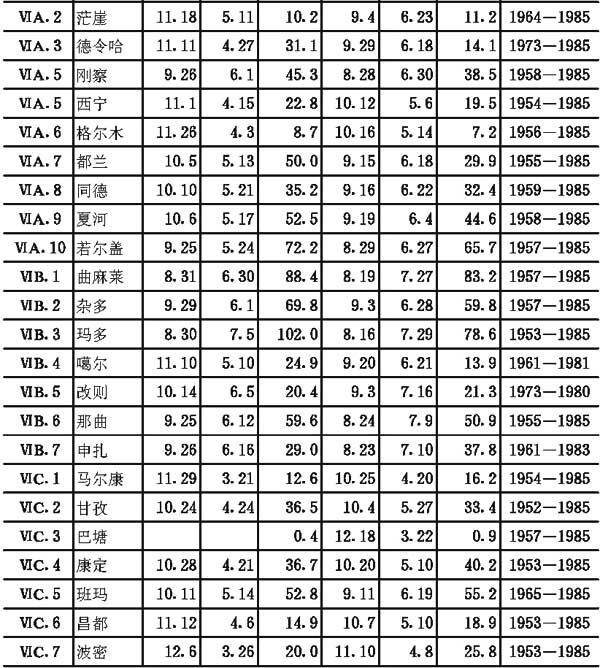 ⅥA. 2 茫崖 11.18 5.11 10.2 9.4 6.23 11.2 1964—1985
ⅥA. 3 德令哈 11.11 4.27 31.1 9.29 6.18 14.1 1973—1985
ⅥA. 5 刚察 9.26 6.1 45.3 8.28 6.30 38.5 1958—1985
ⅥA. 5 西宁 11.1 4.15 22.8 10.12 5.6 19.5 1954—1985
ⅥA. 6 格尔木 11.26 4.3 8.7 10.16 5.14 7.2 1956—1985
ⅥA. 7 都兰 10.5 5.13 50.0 9.15 6.18 29.9 1955—1985
ⅥA. 8 同德 10.10 5.21 35.2 9.16 6.22 32.4 1959—1985
ⅥA. 9 夏河 10.6 5.17 52.5 9.19 6.4 44.6 1958—1985
ⅥA. 10 若尔盖 9.25 5.24 72.2 8.29 6.27 65.7 1957—1985
ⅥB. 1 曲麻莱 8.31 6.30 88.4 8.19 7.27 83.2 1957—1985
ⅥB. 2 杂多 9.29 6.1 69.8 9.3 6.28 59.8 1957—1985
ⅥB. 3 玛多 8.30 7.5 102.0 8.16 7.29 78.6 1953—1985
ⅥB. 4 噶尔 11.10 5.10 24.9 9.20 6.21 13.9 1961—1981
ⅥB. 5 改则 10.14 6.5 20.4 9.3 7.16 21.3 1973—1980
ⅥB. 6 那曲 9.25 6.12 59.6 8.24 7.9 50.9 1955—1985
ⅥB. 7 申扎 9.26 6.16 29.0 8.23 7.10 37.8 1961—1983
ⅥC. 1 马尔康 11.29 3.21 12.6 10.25 4.20 16.2 1954—1985
ⅥC. 2 甘孜 10.24 4.24 36.5 10.4 5.27 33.4 1952—1985
ⅥC. 3 巴塘 0.4 12.18 3.22 0.9 1957—1985
ⅥC. 4 康定 10.28 4.21 36.7 10.20 5.10 40.2 1953—1985
ⅥC. 5 班玛 10.11 5.14 52.8 9.11 6.19 55.2 1965—1985
ⅥC. 6 昌都 11.12 4.6 14.9 10.7 5.10 18.9 1953—1985
ⅥC. 7 波密 12.6 3.26 20.0 11.10 4.8 25.8 1953—1985